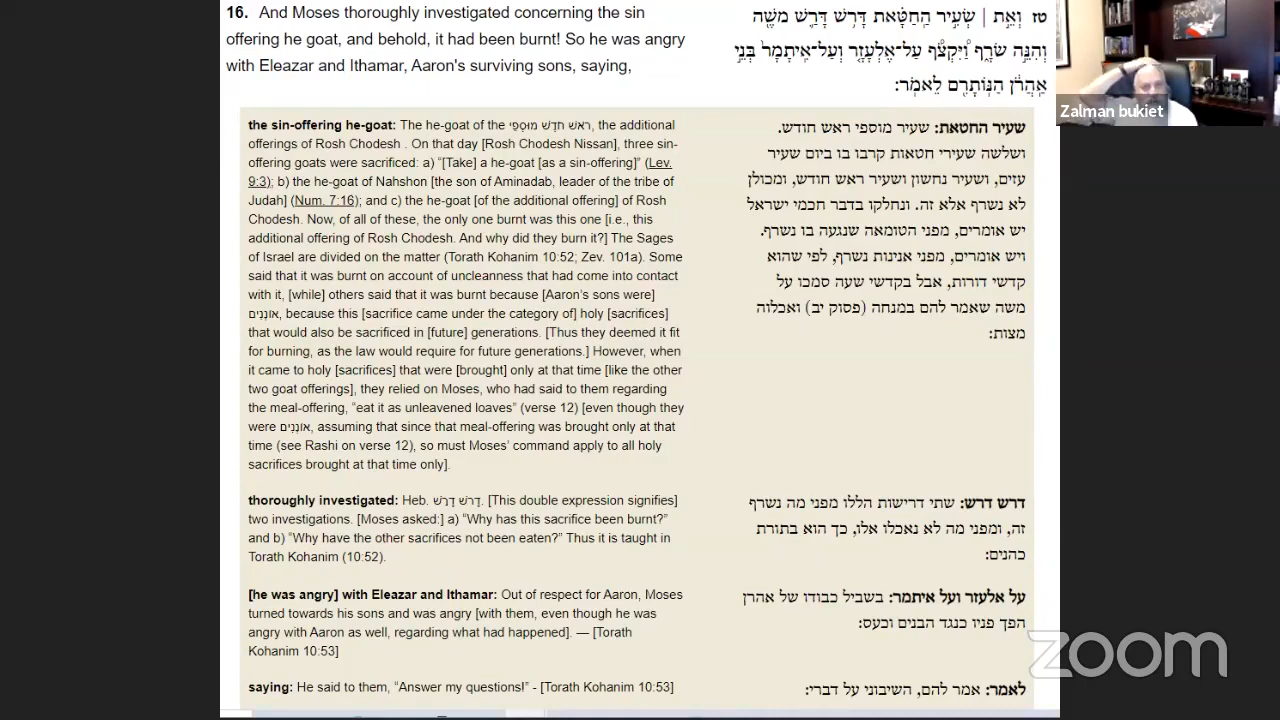 16. And Moses thoroughly investigated concerning the sin
offering he goat, and behold, it had been burnt! So he was angry
with Eleazar and Ithamar, Aaron's surviving sons, saying,
טז וְאֵ֣ת | שְׂעִ֣יר הַֽחַטָּ֗את דָּרֹ֥שׁ דָּרַ֛שׁ משֶׁ֖ה
וְהִנֵּ֣ה שֹׂרָ֑ף וַ֠יִּקְצֹ֠ף עַל־אֶלְעָזָ֤ר וְעַל־אִֽיתָמָר֙ בְּנֵ֣י
אַֽהֲרֹ֔ן הַנּֽוֹתָרִ֖ם לֵאמֹֽר:
the sin-offering he-goat: The he-goat of the רֹאשׁ חֹדֶשׁ מוּסְפֵי, the additional
offerings of Rosh Chodesh . On that day [Rosh Chodesh Nissan], three sin-
offering goats were sacrificed: a) “[Take] a he-goat [as a sin-offering]” (Lev.
9:3); b) the he-goat of Nahshon [the son of Aminadab, leader of the tribe of
Judah] (Num. 7:16); and c) the he-goat [of the additional offering] of Rosh
Chodesh. Now, of all of these, the only one burnt was this one [i.e., this
additional offering of Rosh Chodesh. And why did they burn it?] The Sages
of Israel are divided on the matter (Torath Kohanim 10:52; Zev. 101a). Some
said that it was burnt on account of uncleanness that had come into contact
with it, [while] others said that it was burnt because [Aaron’s sons were]
אוֹנְנִים, because this [sacrifice came under the category of] holy [sacrifices]
that would also be sacrificed in [future] generations. [Thus they deemed it fit
for burning, as the law would require for future generations.] However, when
it came to holy [sacrifices] that were [brought] only at that time [like the other
two goat offerings], they relied on Moses, who had said to them regarding
the meal-offering, “eat it as unleavened loaves” (verse 12) [even though they
were אוֹנְנִים, assuming that since that meal-offering was brought only at that
time (see Rashi on verse 12), so must Moses’ command apply to all holy
sacrifices brought at that time only].
שעיר החטאת: שעיר מוספי ראש חודש.
ושלשה שעירי חטאות קרבו בו ביום שעיר
עזים, ושעיר נחשון ושעיר ראש חודש, ומכולן
לא נשרף אלא זה. ונחלקו בדבר חכמי ישראל
יש אומרים, מפני הטומאה שנגעה בו נשרף.
ויש אומרים, מפני אנינות נשרף, לפי שהוא
קדשי דורות, אבל בקדשי שעה סמכו על
משה שאמר להם במנחה (פסוק יב) ואכלוה
מצות:
thoroughly investigated: Heb. דָּרֹשׁ דָּרַשׁ. [This double expression signifies]
two investigations. [Moses asked:] a) “Why has this sacrifice been burnt?”
and b) “Why have the other sacrifices not been eaten?” Thus it is taught in
Torath Kohanim (10:52).
דרש דרש: שתי דרישות הללו מפני מה נשרף
זה, ומפני מה לא נאכלו אלו, כך הוא בתורת
כהנים:
[he was angry] with Eleazar and Ithamar: Out of respect for Aaron, Moses
turned towards his sons and was angry [with them, even though he was
angry with Aaron as well, regarding what had happened]. — [Torath
Kohanim 10:53]
על אלעזר ועל איתמר: בשביל כבודו של אהרן
הפך פניו כנגד הבנים וכעס:
saying: He said to them, “Answer my questions!” - [Torath Kohanim 10:53]
לאמר: אמר להם, השיבוני על דברי:
Zalman bukiet
zoom